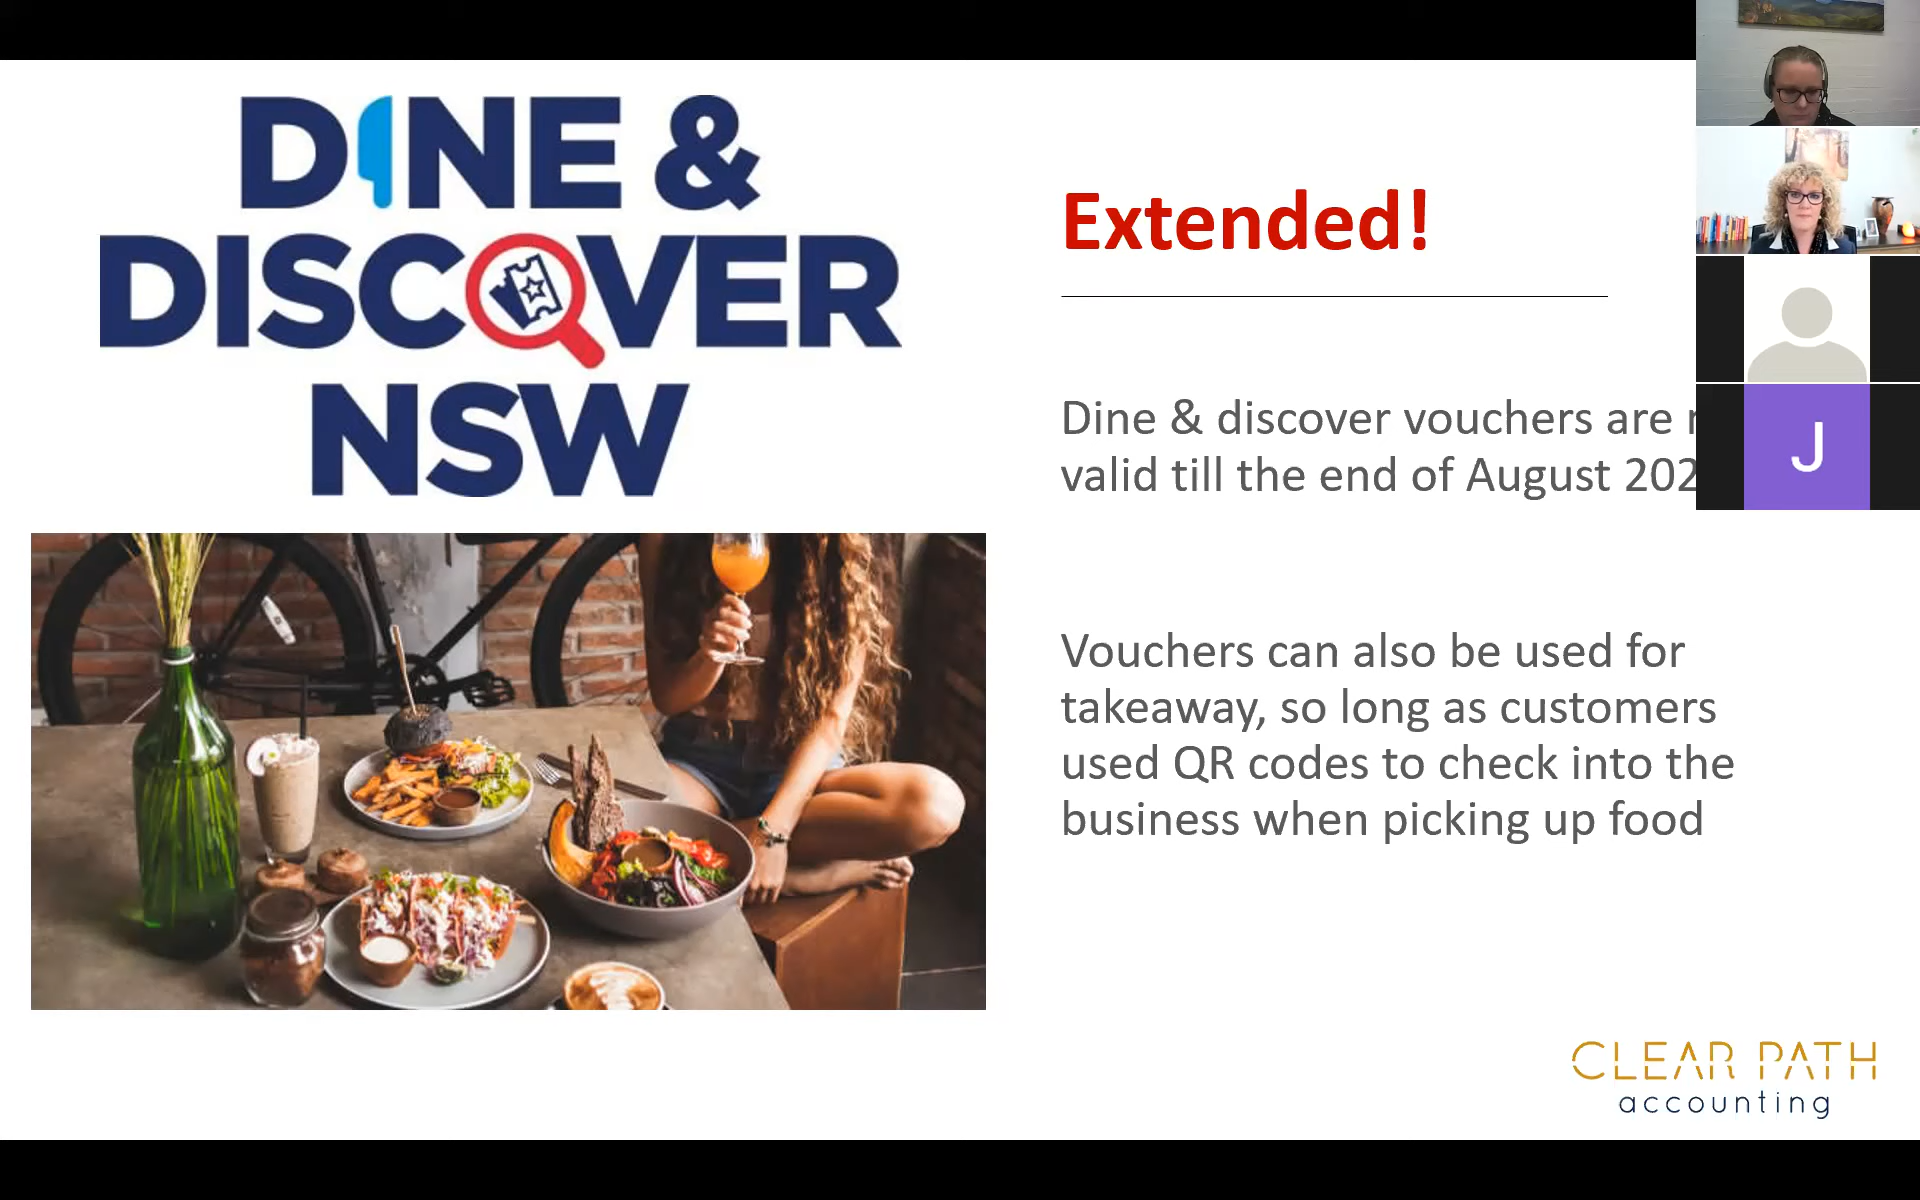 DINE &
DISCOVER
NSW
Extended!
Dine & discover vouchers are
valid till the end of August
Vouchers can also be used for
takeaway, so long as customers
used QR codes to check into the
business when picking up food
J
CLEAR PATH
accounting